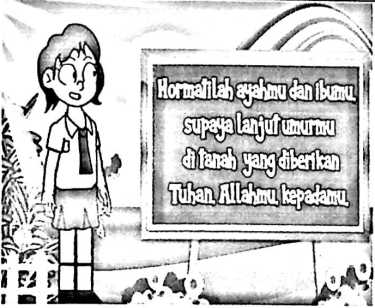 Hormatilah ayahmu dan ibumu,
supaya lanjut umurmu
di tanah yang diberikan
Tuhan, Allahmu, kepadamu.